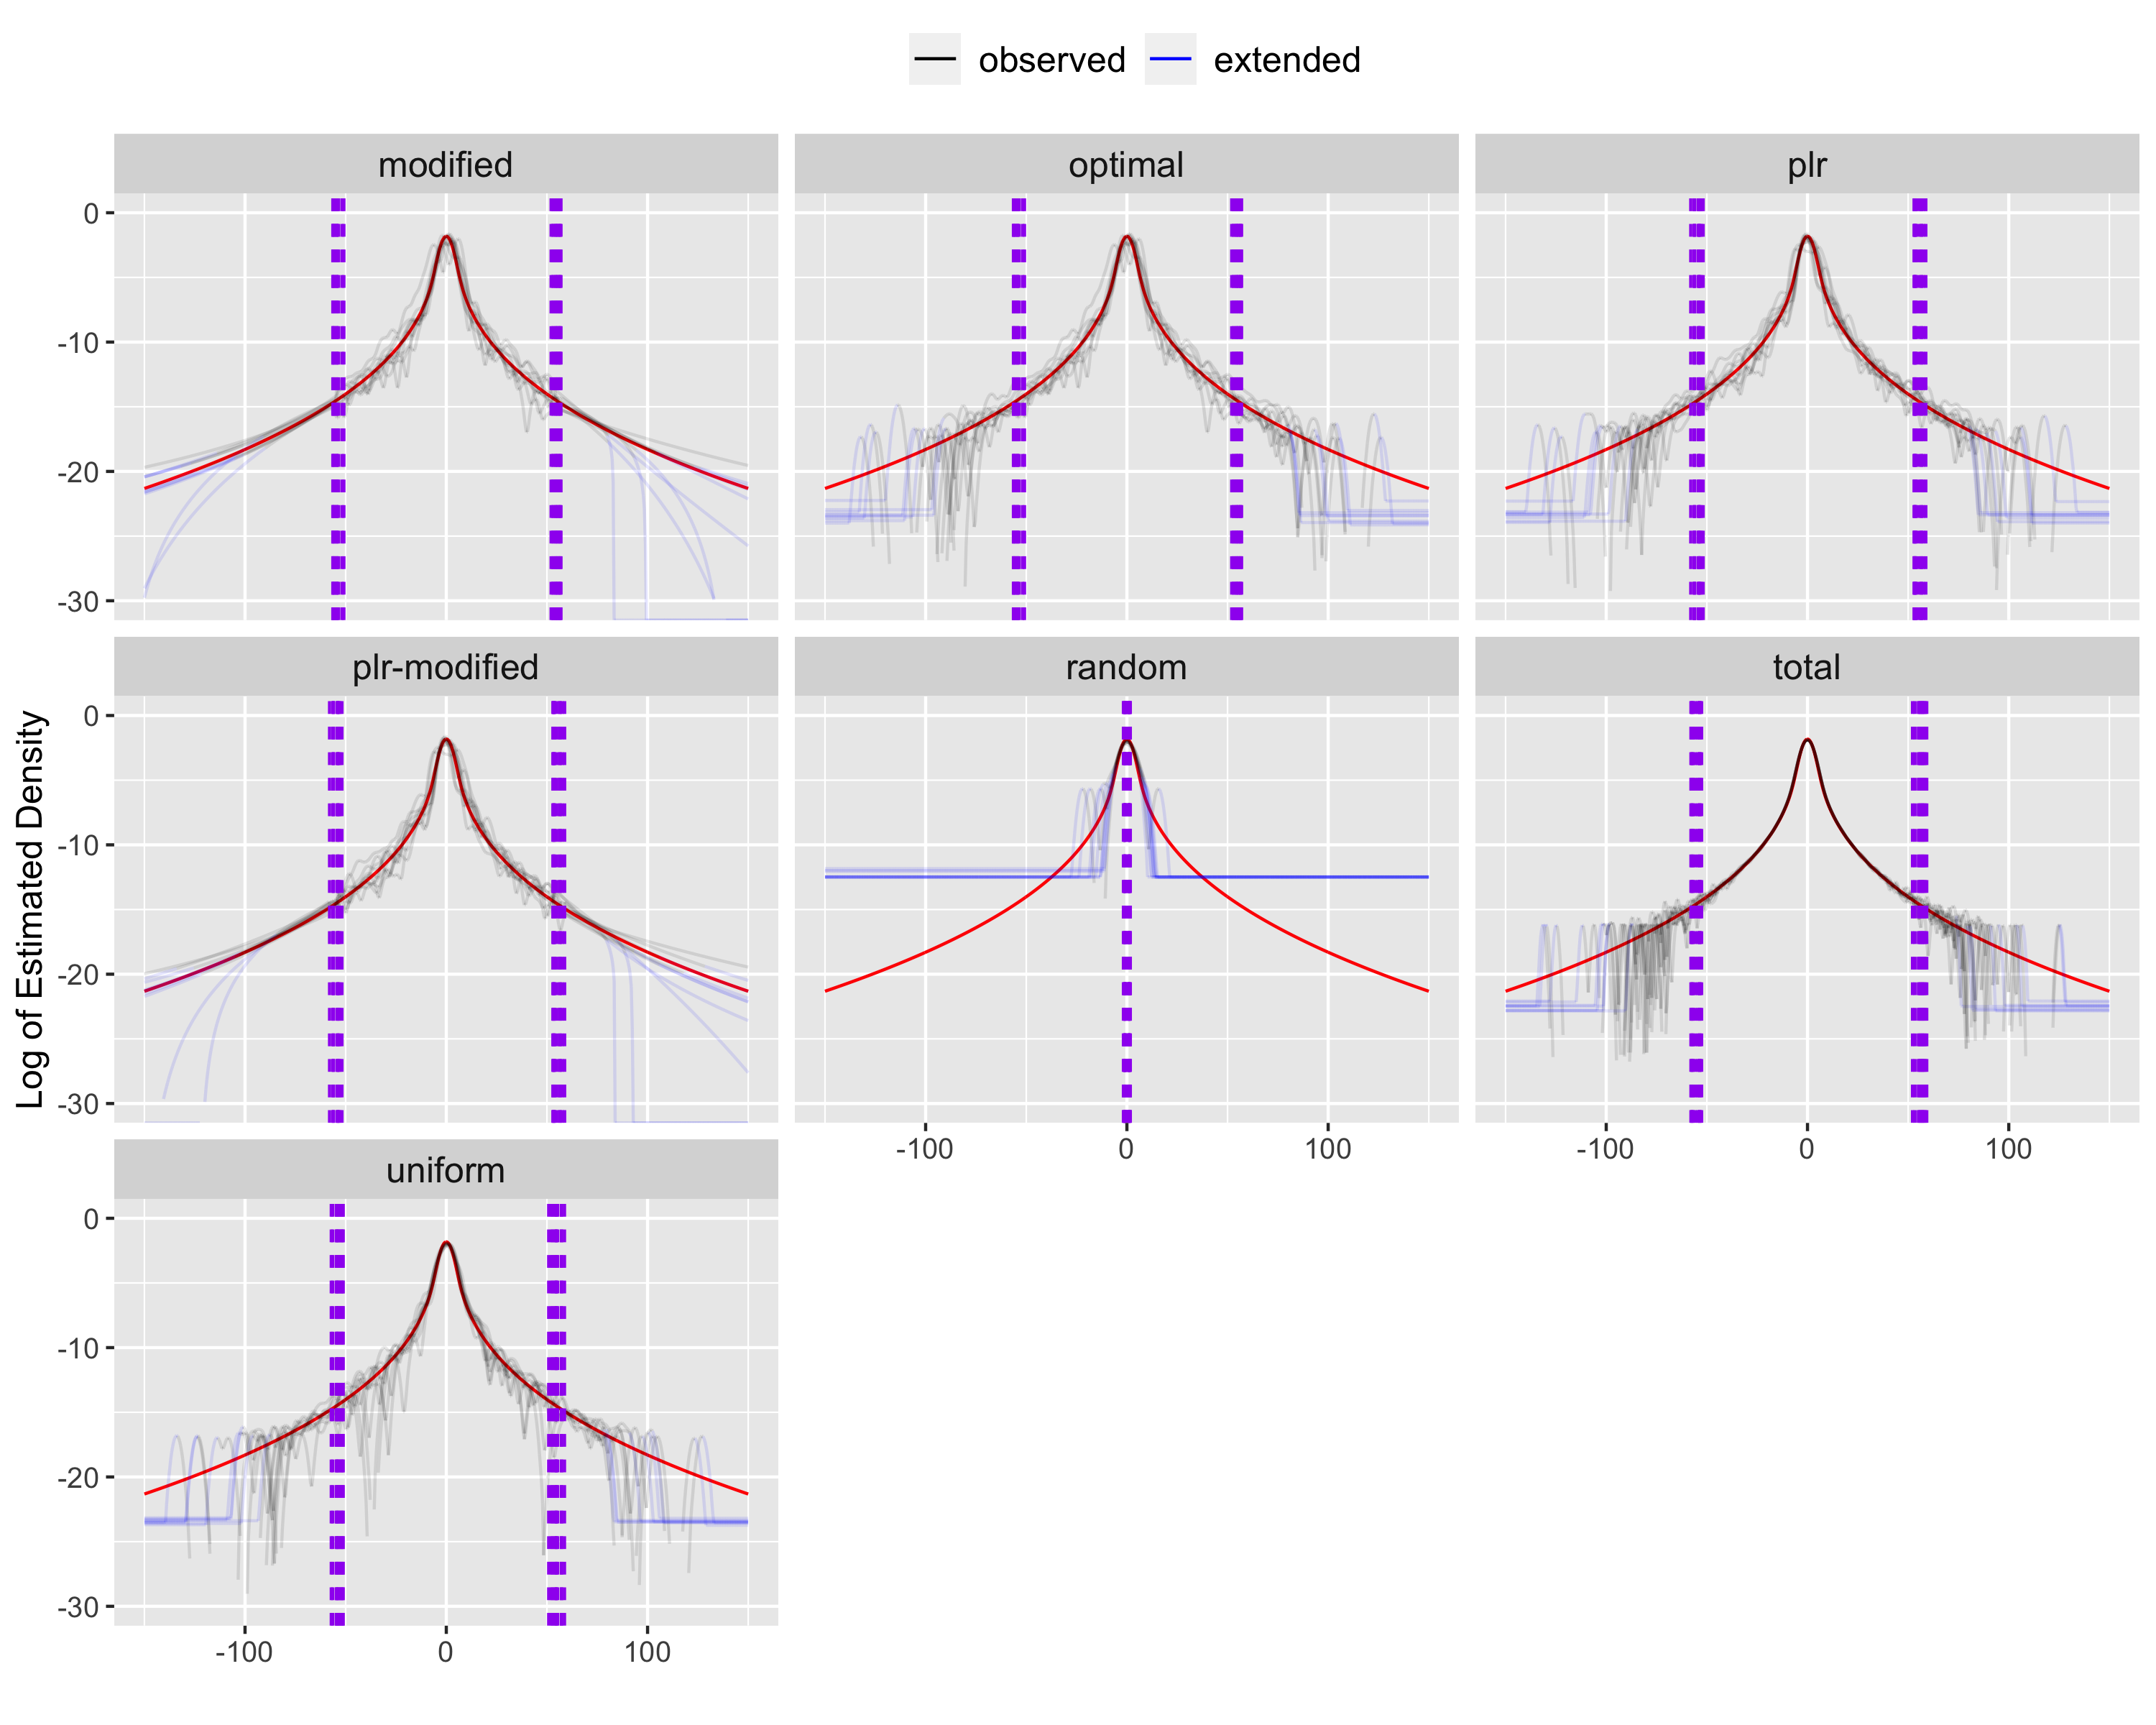 observed extended
modified optimal plr
0
-10
-20
-30
plr-modified random total
Log of Estimated Density
0
-10
-20
-30
-100 0 100 -100 0 100
uniform
0
-10
-20
-30
-100 0 100